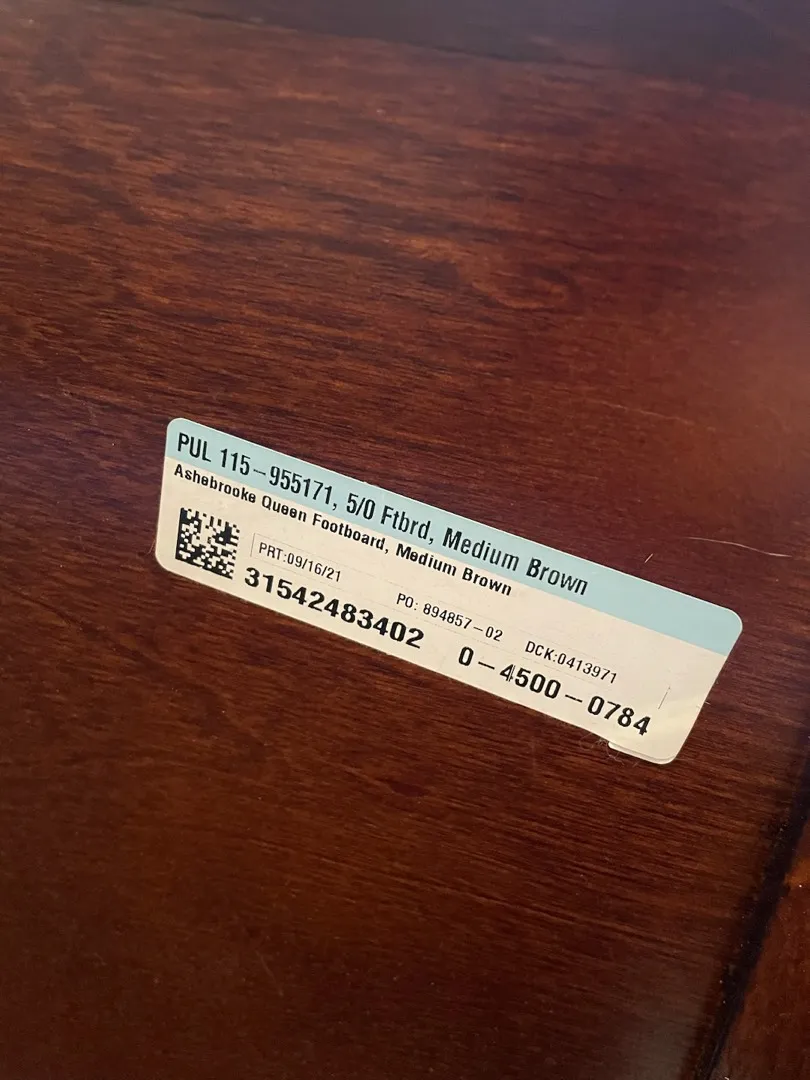 PUL 115-955171, 5/0 Ftbrd, Medium Brown
Ashebrooke Queen Footboard, Medium Brown
PRT:09/16/21 PO: 894857-02 DCK:0413971
31542483402 0-4500-0784